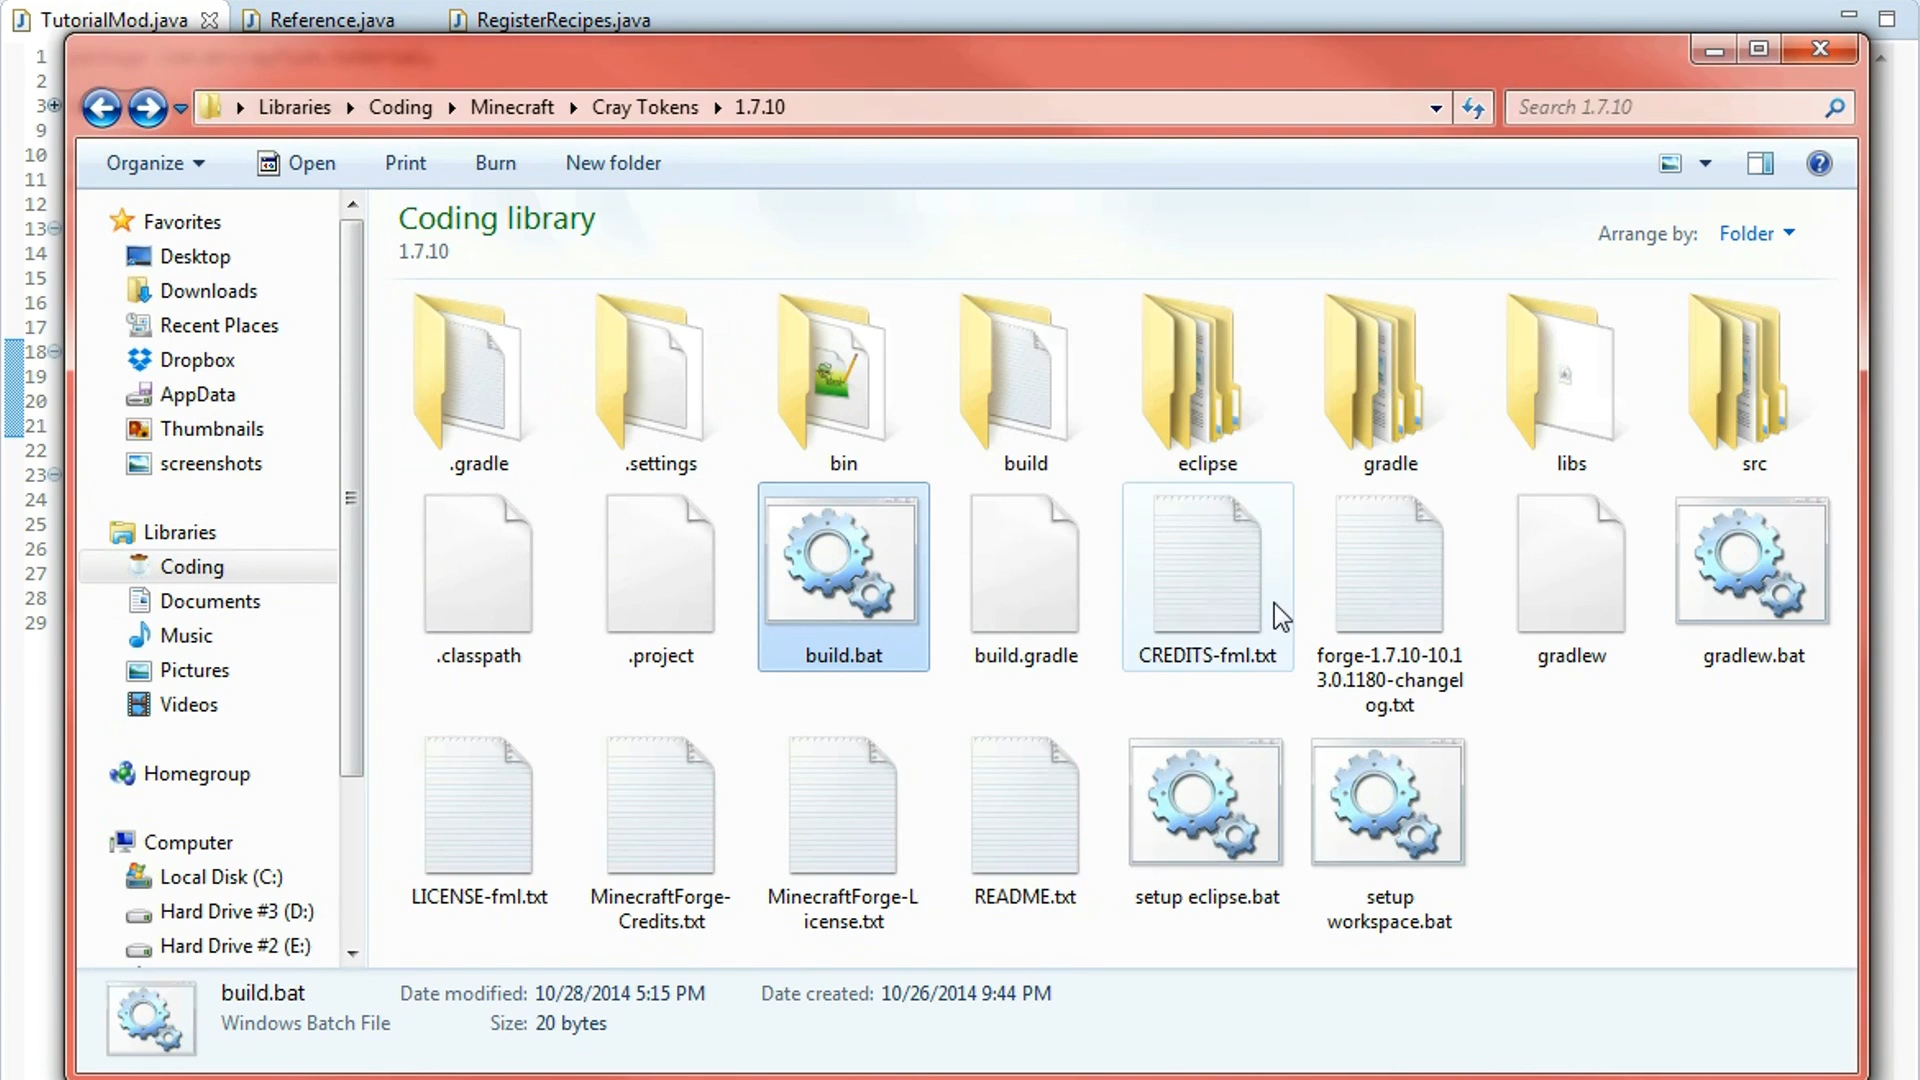 TutorialMod.java
Reference.java
RegisterRecipes.java
Libraries Coding Minecraft Cray Tokens 1.7.10
Search 1.7.10
Organize Open Print Burn New folder
Coding library
1.7.10
Arrange by: Folder
Favorites
Desktop
Downloads
Recent Places
Dropbox
AppData
Thumbnails
screenshots
Libraries
Coding
Documents
Music
Pictures
Videos
Homegroup
Computer
Local Disk (C:)
Hard Drive #3 (D:)
Hard Drive #2 (E:)
.gradle
.settings
bin
build
eclipse
gradle
libs
src
.classpath
.project
build.bat
build.gradle
CREDITS-fml.txt
forge-1.7.10-10.1
3.0.1180-changel
og.txt
gradlew
gradlew.bat
LICENSE-fml.txt
MinecraftForge-
Credits.txt
MinecraftForge-L
icense.txt
README.txt
setup eclipse.bat
setup
workspace.bat
build.bat
Windows Batch File
Date modified: 10/28/2014 5:15 PM
Size: 20 bytes
Date created: 10/26/2014 9:44 PM
1
2
3
9
10
11
12
13
14
15
16
17
18
19
20
21
22
23
24
25
26
27
28
29